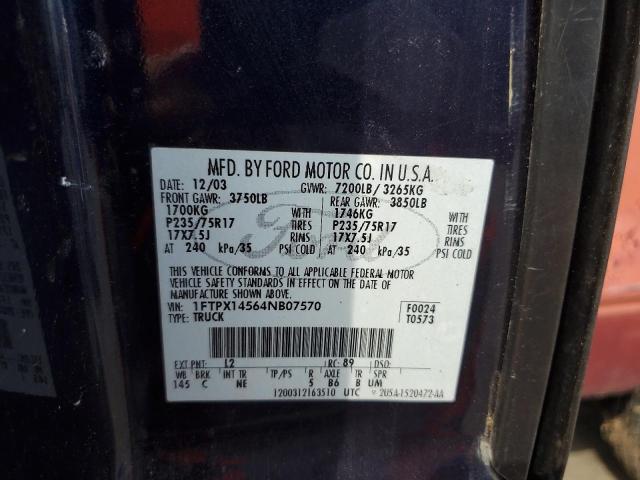 MFD. BY FORD MOTOR CO. IN U.S.A.
DATE: 12/03 GVWR: 7200LB/ 3265KG
FRONT GAWR: 3750LB REAR GAWR: 3850LB
1700KG WITH 1746KG WITH
P235/75R17 TIRES P235/75R17 TIRES
17X7.5J RIMS 17X7.5J RIMS
AT 240 kPa/35 PSI COLD AT 240 kPa/35 PSI COLD
Ford
THIS VEHICLE CONFORMS TO ALL APPLICABLE FEDERAL MOTOR
VEHICLE SAFETY STANDARDS IN EFFECT ON THE DATE OF
MANUFACTURE SHOWN ABOVE.
VIN: 1FTPX14564NB07570 F0024
TYPE: TRUCK T0573
EXT PNT: L2 RC: 89 DSO:
WB BRK INT TR TP/PS R AXLE TR SPR
145 C NE 5 B6 B UM
1200312163510 UTC 2U5A-1520472-AA